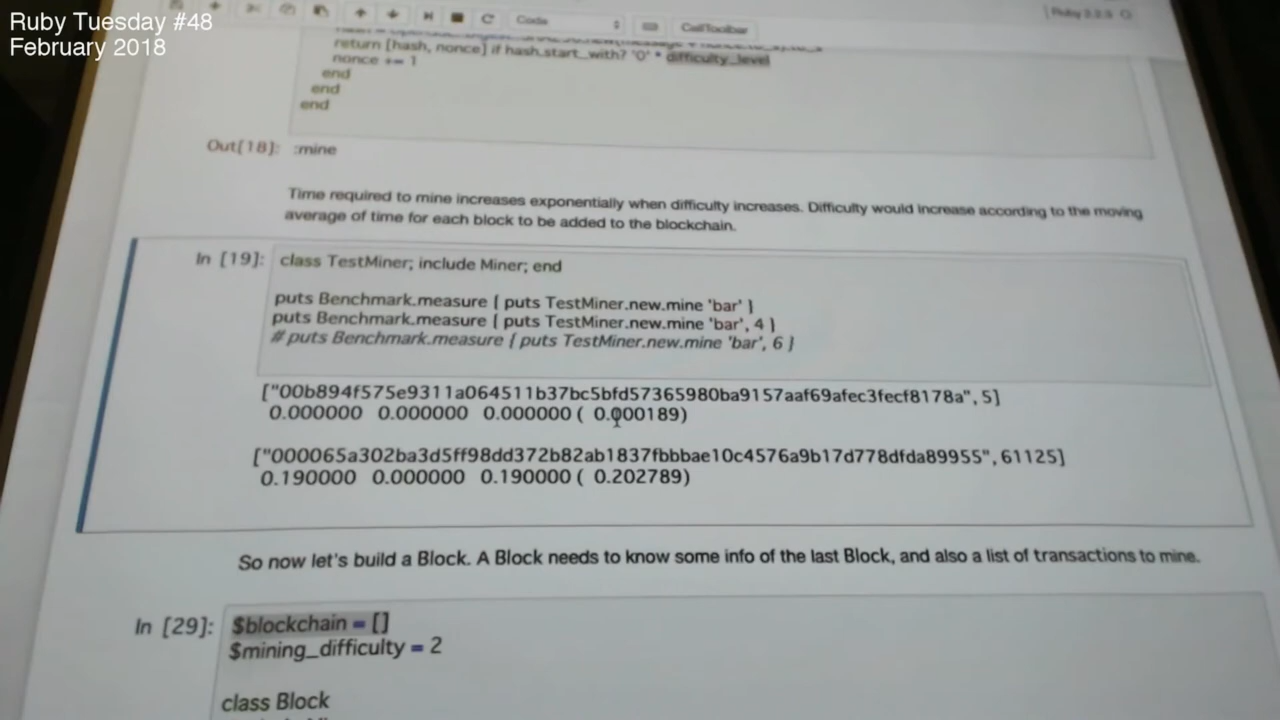 Ruby Tuesday #48
February 2018
Code
CellToolbar
return [hash, nonce] if hash.start_with? '0' * difficulty_level
nonce += 1
end
end
end
Out[18]: :mine
Time required to mine increases exponentially when difficulty increases. Difficulty would increase according to the moving
average of time for each block to be added to the blockchain.
In [19]: class TestMiner; include Miner; end
puts Benchmark.measure { puts TestMiner.new.mine 'bar' }
puts Benchmark.measure { puts TestMiner.new.mine 'bar', 4 }
# puts Benchmark.measure { puts TestMiner.new.mine 'bar', 6 }
["00b894f575e9311a064511b37bc5bfd57365980ba9157aaf69afec3fecf8178a", 5]
0.000000 0.000000 0.000000 ( 0.000189)
["000065a302ba3d5ff98dd372b82ab1837fbbbae10c4576a9b17d778dfda89955", 61125]
0.190000 0.000000 0.190000 ( 0.202789)
So now let's build a Block. A Block needs to know some info of the last Block, and also a list of transactions to mine.
In [29]: $blockchain = []
$mining_difficulty = 2
class Block